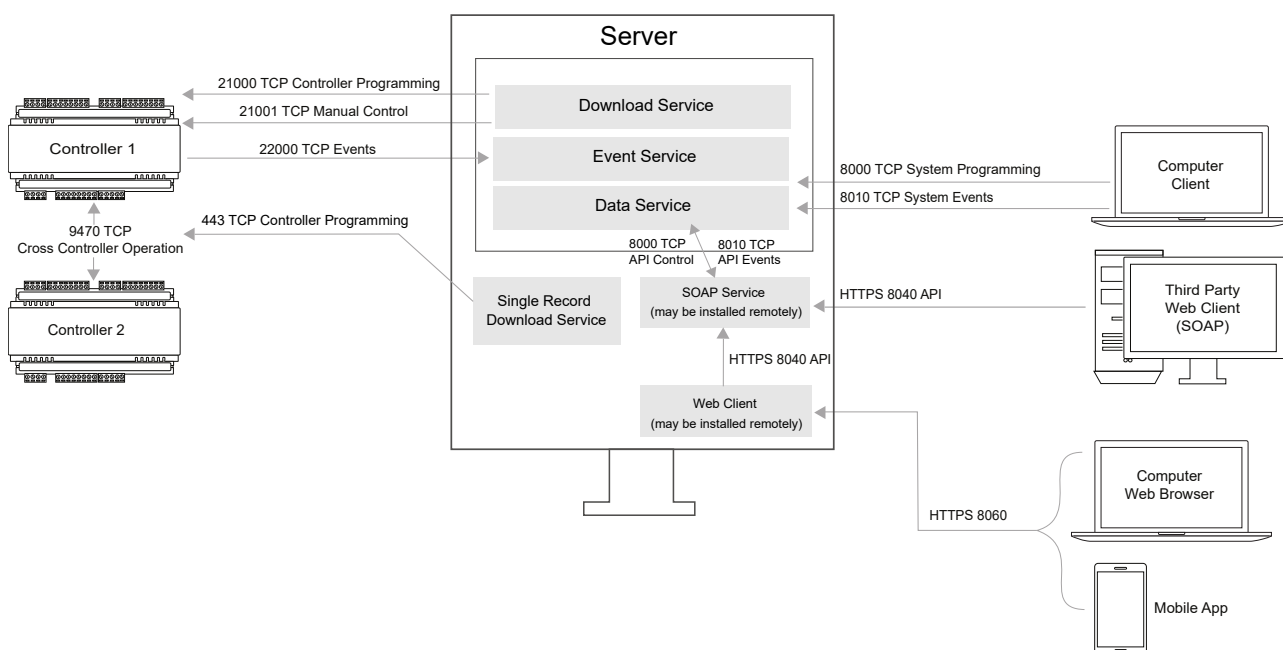 Server
21000 TCP Controller Programming
Download Service
21001 TCP Manual Control
Controller 1
22000 TCP Events
Event Service
8000 TCP System Programming
Computer
Client
8010 TCP System Events
Data Service
443 TCP Controller Programming
9470 TCP
Cross Controller Operation
8000 TCP
API Control
8010 TCP
API Events
Single Record
Download Service
SOAP Service
(may be installed remotely)
HTTPS 8040 API
Third Party
Web Client
(SOAP)
Controller 2
HTTPS 8040 API
Web Client
(may be installed remotely)
Computer
Web Browser
HTTPS 8060
Mobile App